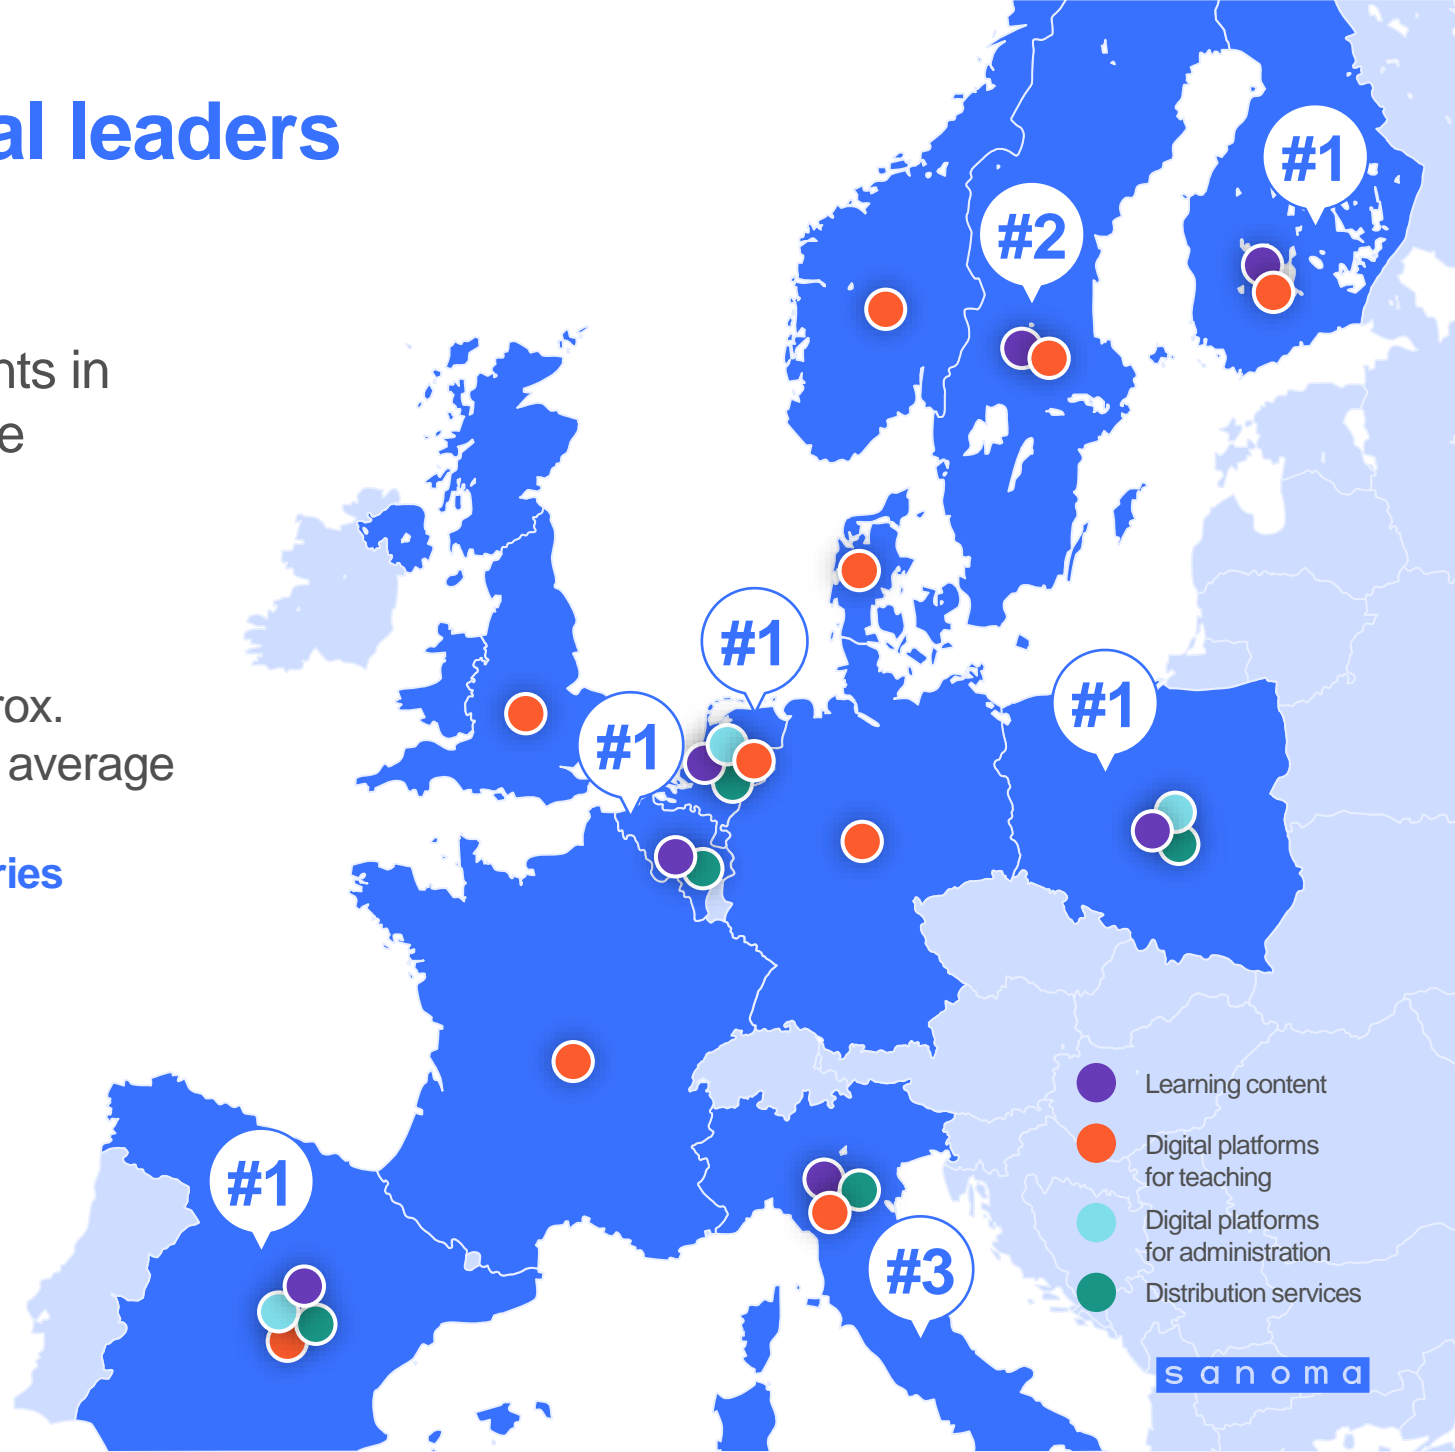 al leaders
nts in
e
rox.
average
ries
#1
#2
#1
#1
#1
#1
#1
#3
Learning content
Digital platforms
for teaching
Digital platforms
for administration
Distribution services
sanoma